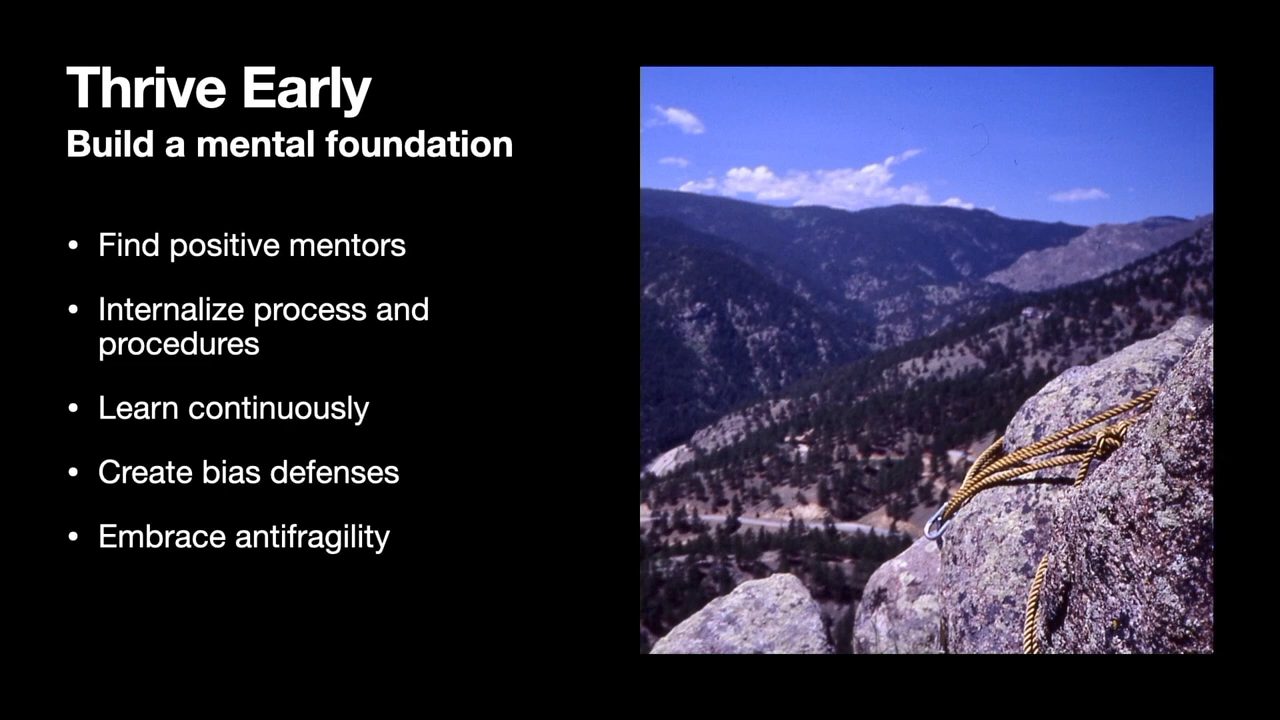 Thrive Early
Build a mental foundation
• Find positive mentors
• Internalize process and
procedures
• Learn continuously
• Create bias defenses
• Embrace antifragility